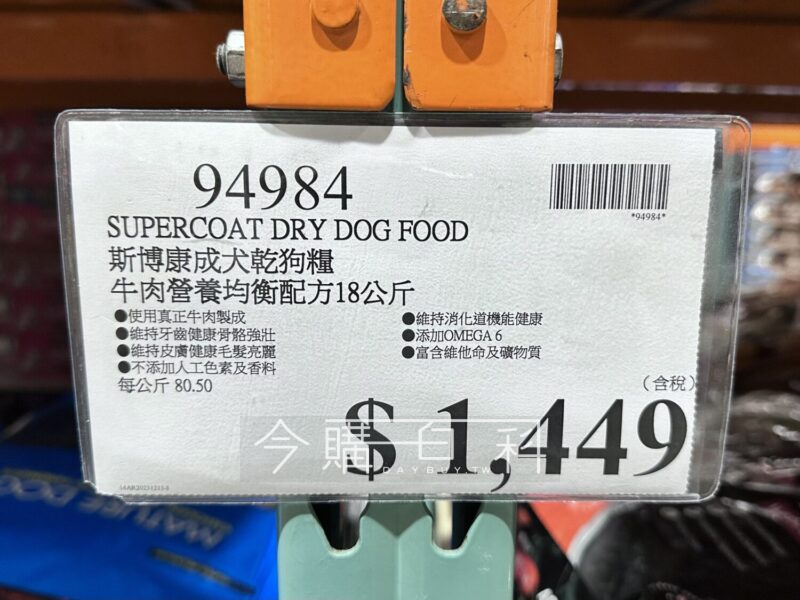 94984
*94984*
SUPERCOAT DRY DOG FOOD
斯博康成犬乾狗糧
牛肉營養均衡配方18公斤
●使用真正牛肉製成
●維持牙齒健康骨骼強壯
●維持皮膚健康毛髮亮麗
●不添加人工色素及香料
●維持消化道機能健康
●添加OMEGA 6
●富含維他命及礦物質
每公斤 80.50
(含稅)
$ 1,449
今購百科
DAYBUY.TW
MATURE DOG